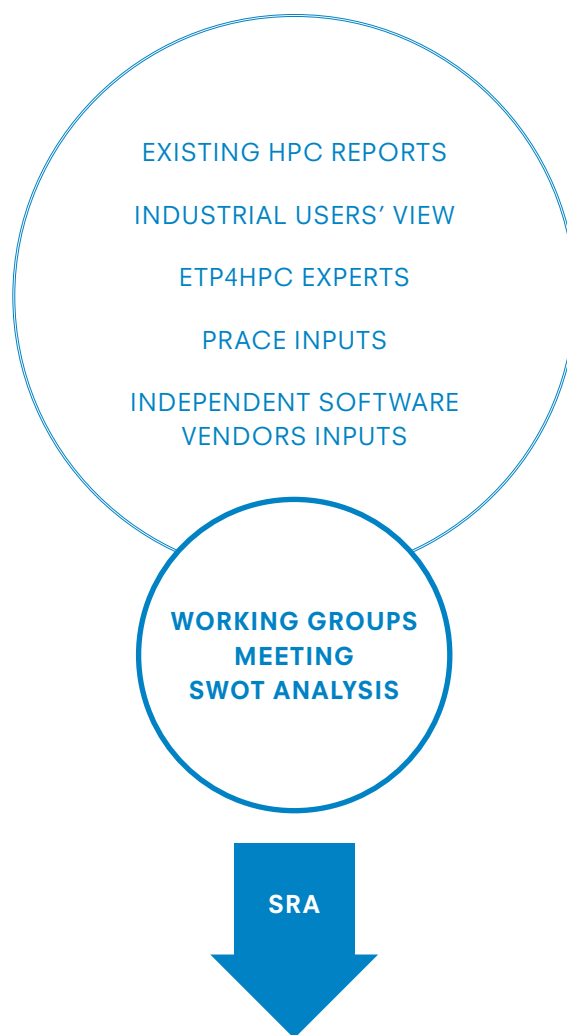 EXISTING HPC REPORTS
INDUSTRIAL USERS’ VIEW
ETP4HPC EXPERTS
PRACE INPUTS
INDEPENDENT SOFTWARE
VENDORS INPUTS
WORKING GROUPS
MEETING
SWOT ANALYSIS
SRA